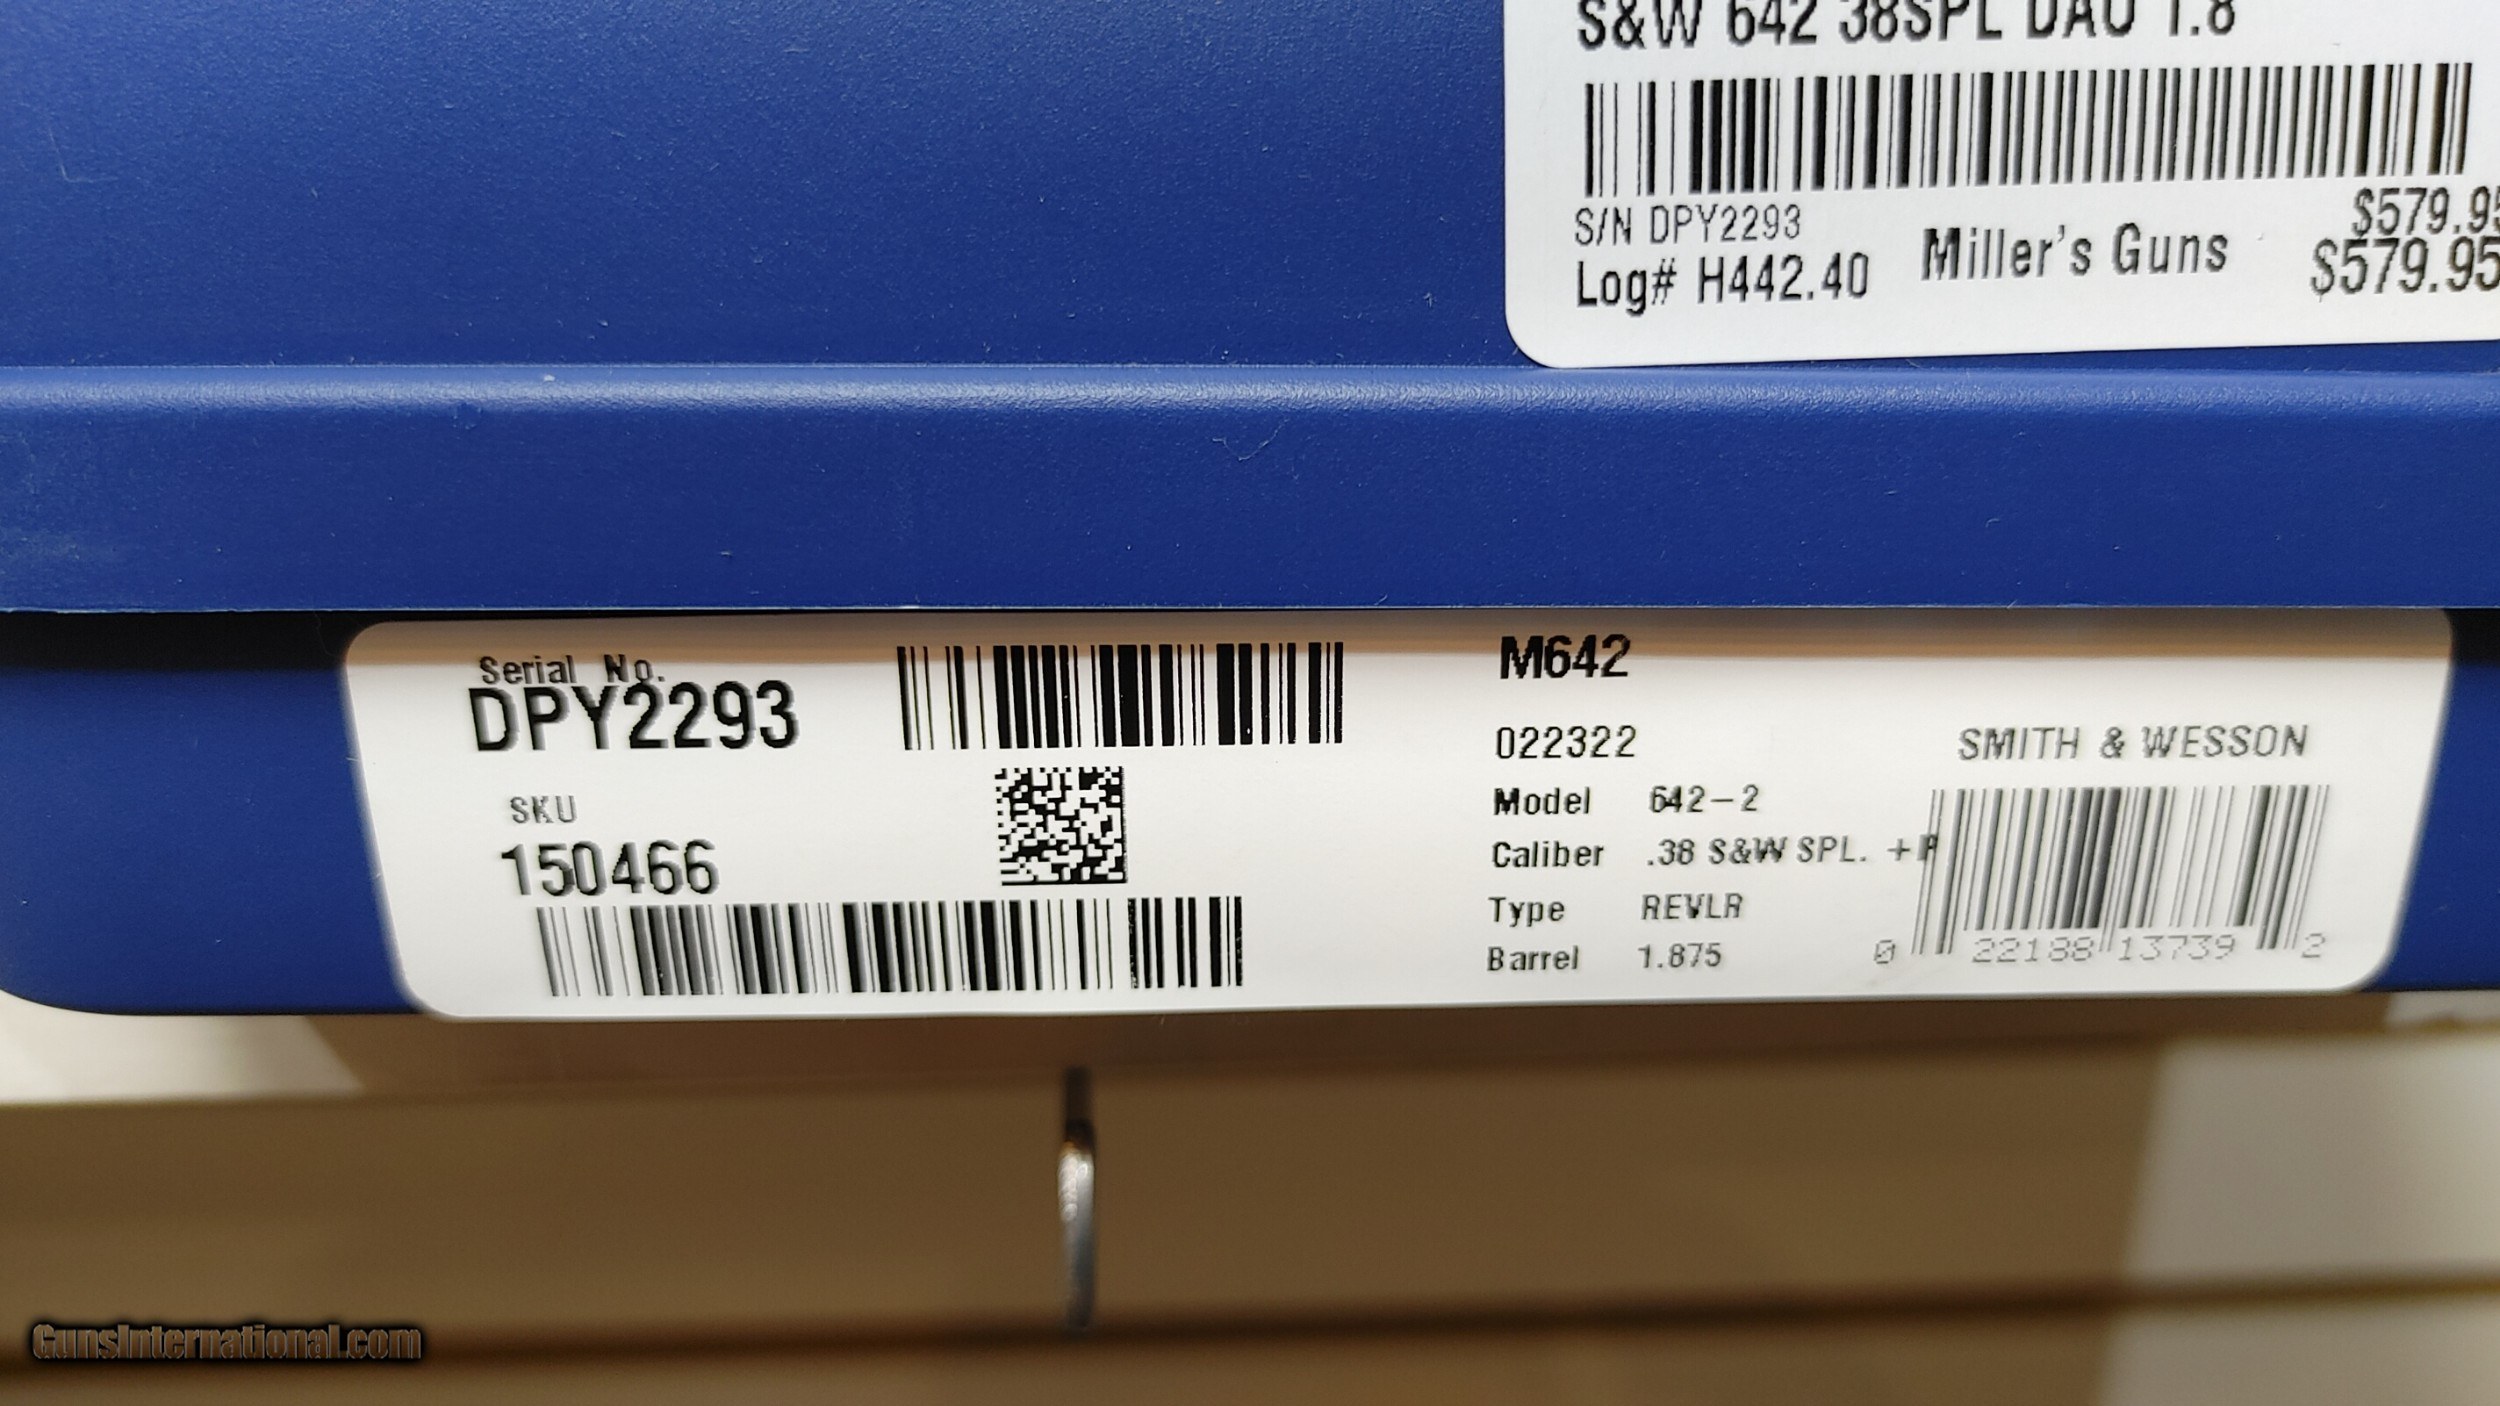 S&W 642 38SPL DAO 1.8
S/N DPY2293
$579.95
Log# H442.40
Miller's Guns
$579.95
Serial No.
DPY2293
SKU
150466
M642
022322
SMITH & WESSON
Model 642-2
Caliber .38 S&W SPL. +P
Type REVLR
Barrel 1.875
0 22188 13739 2
GunsInternational.com